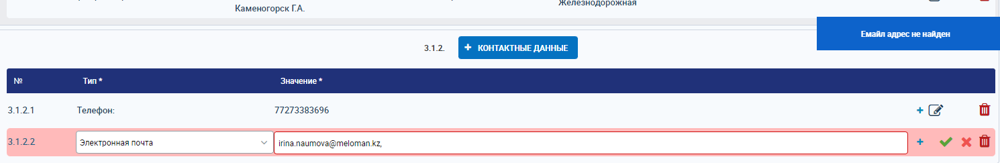 Каменогорск Г.А.
Железнодорожная
Емайл адрес не найден
3.1.2.
+ КОНТАКТНЫЕ ДАННЫЕ
№ Тип * Значение *
3.1.2.1 Телефон: 77273383696
3.1.2.2 Электронная почта irina.naumova@meloman.kz,